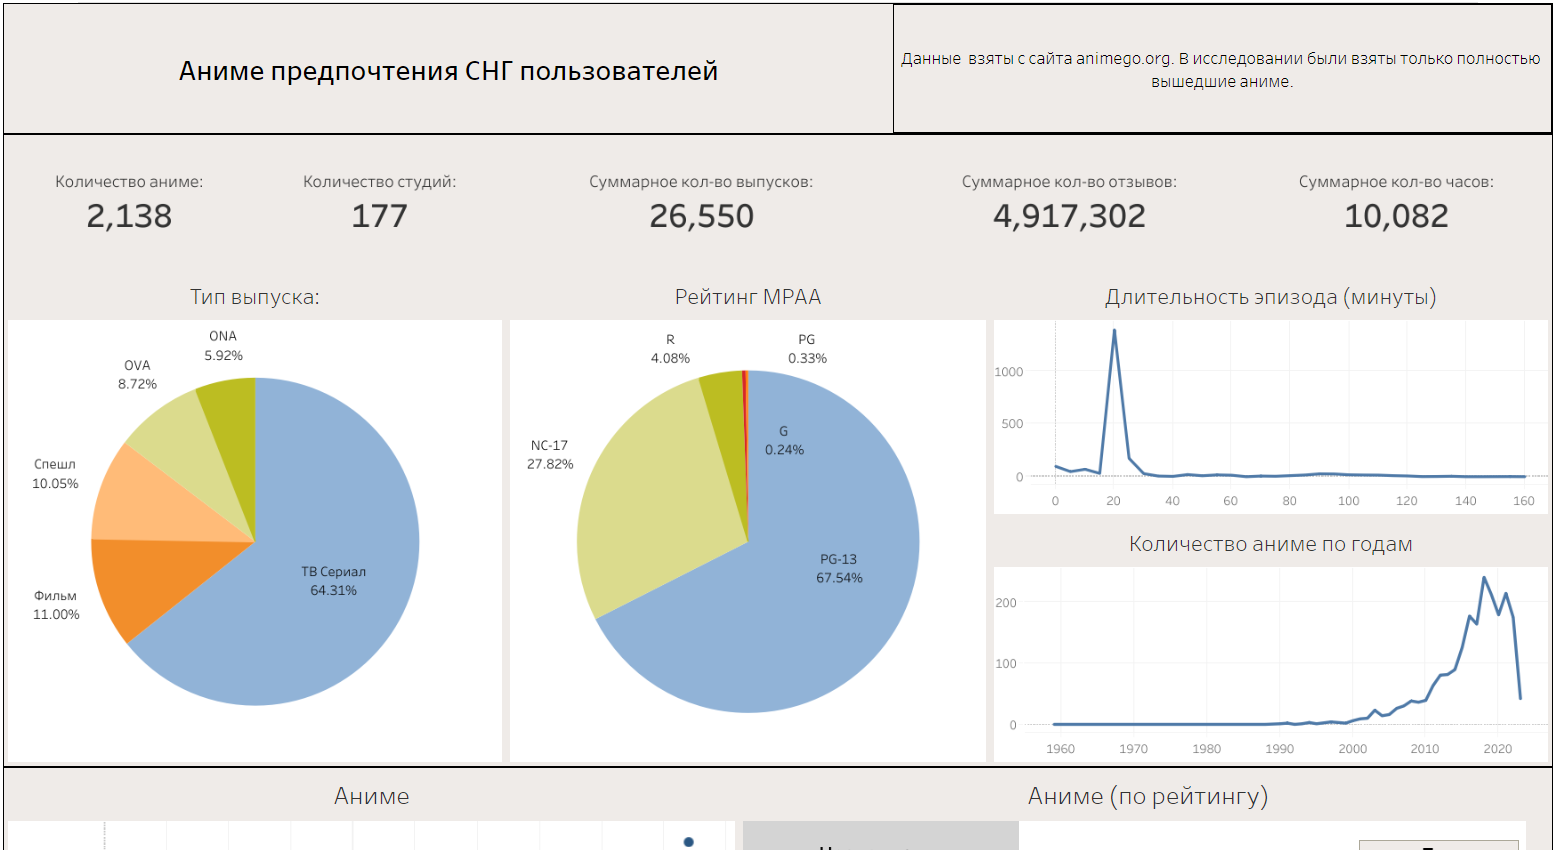 Аниме предпочтения СНГ пользователей
Данные взяты с сайта animego.org. В исследовании были взяты только полностью
вышедшие аниме.
Количество аниме:
2,138
Количество студий:
177
Суммарное кол-во выпусков:
26,550
Суммарное кол-во отзывов:
4,917,302
Суммарное кол-во часов:
10,082
Тип выпуска:
ONA
5.92%
OVA
8.72%
Спешл
10.05%
Фильм
11.00%
ТВ Сериал
64.31%
Рейтинг MPAA
R
4.08%
PG
0.33%
G
0.24%
NC-17
27.82%
PG-13
67.54%
Длительность эпизода (минуты)
1000
500
0
0 20 40 60 80 100 120 140 160
Количество аниме по годам
200
100
0
1960 1970 1980 1990 2000 2010 2020
Аниме
Аниме (по рейтингу)